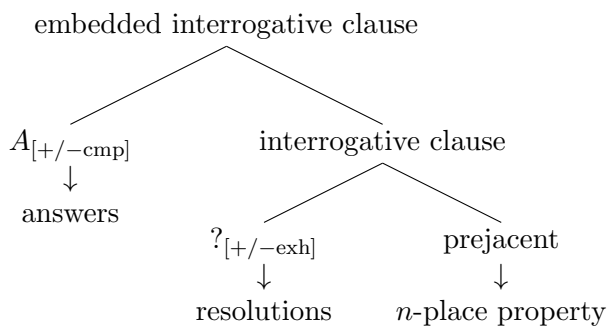 embedded interrogative clause
A[+/−cmp] interrogative clause
↓
answers
?[+/−exh] prejacent
↓ ↓
resolutions n-place property